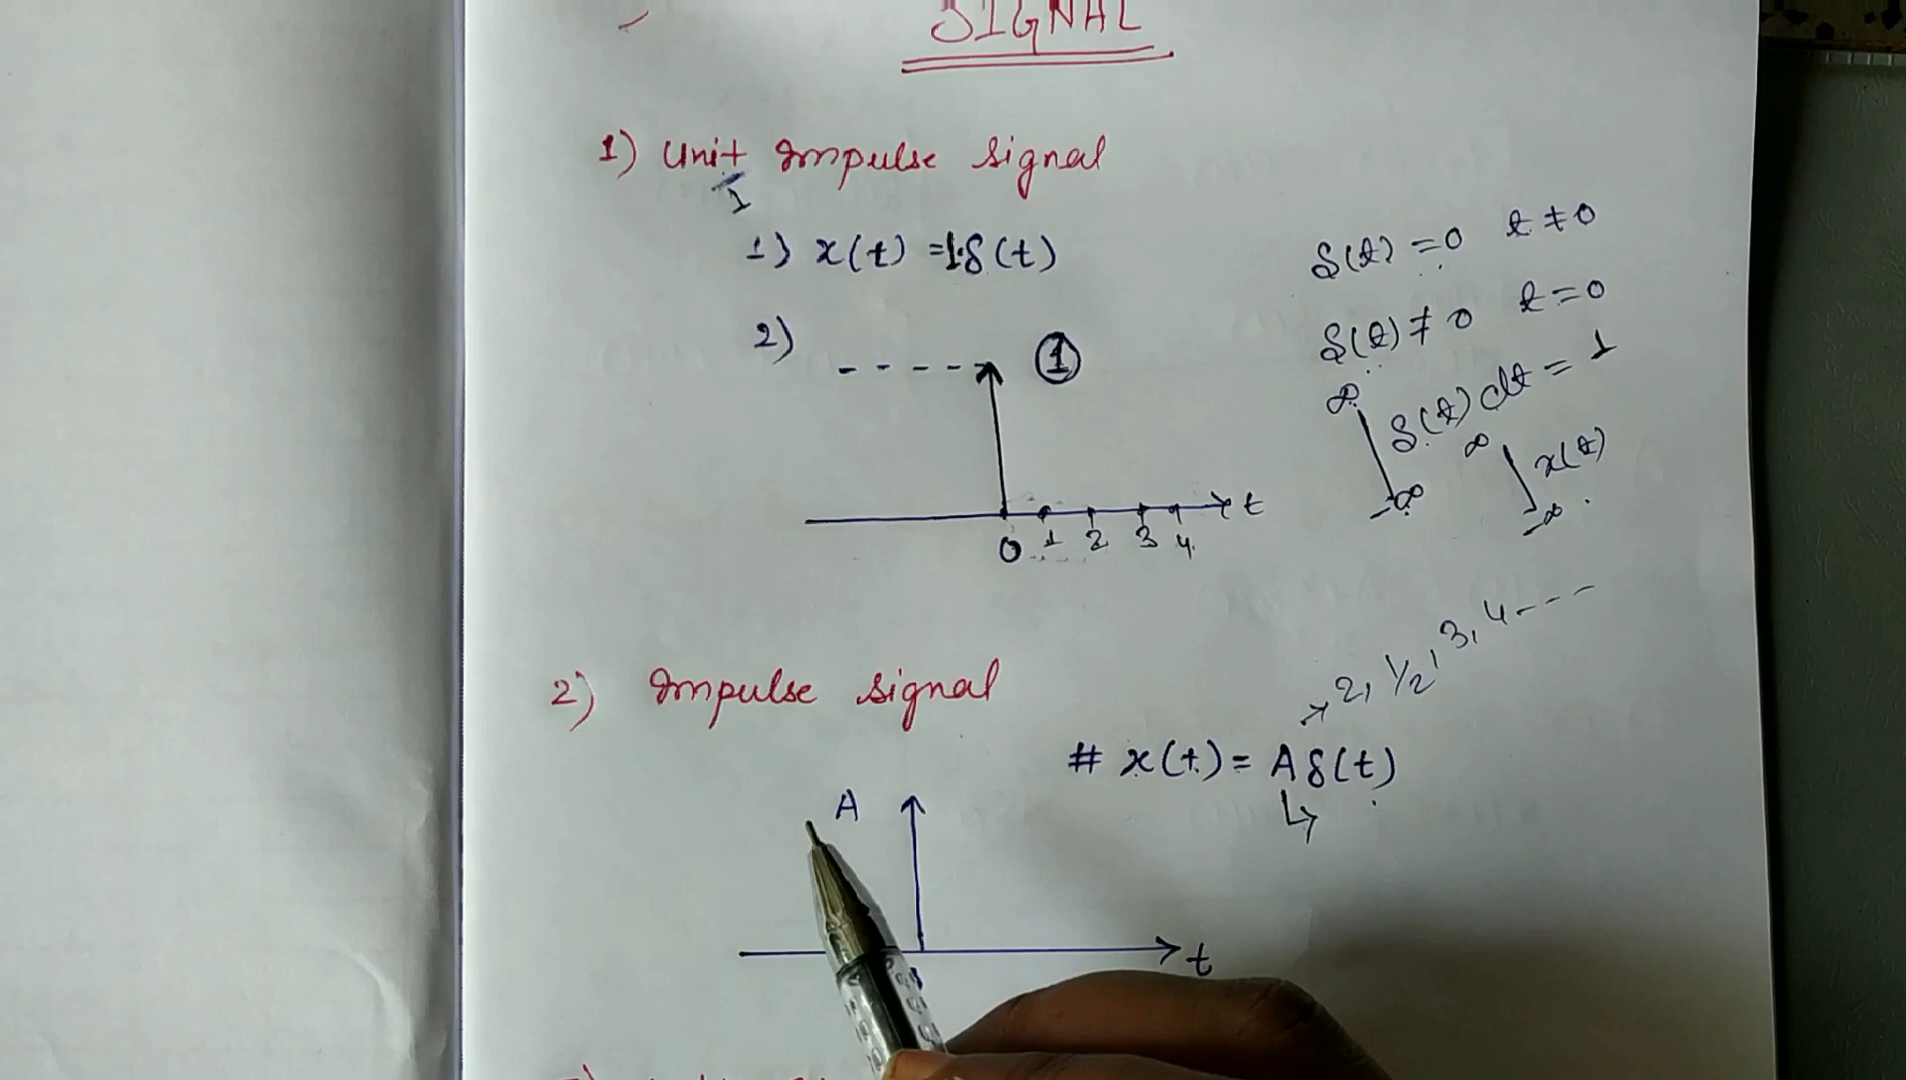 SIGNAL
1) Unit Impulse Signal
1
1) x(t) = 1·δ(t)
2)
1
t
0 1 2 3 4
δ(t) = 0 t ≠ 0
δ(t) ≠ 0 t = 0
∫_{-∞}^{∞} δ(t) dt = 1
∫_{-∞}^{∞} x(t)
2) Impulse Signal
→ 2, 1/2, 3, 4 - - -
# x(t) = A δ(t)
A
t